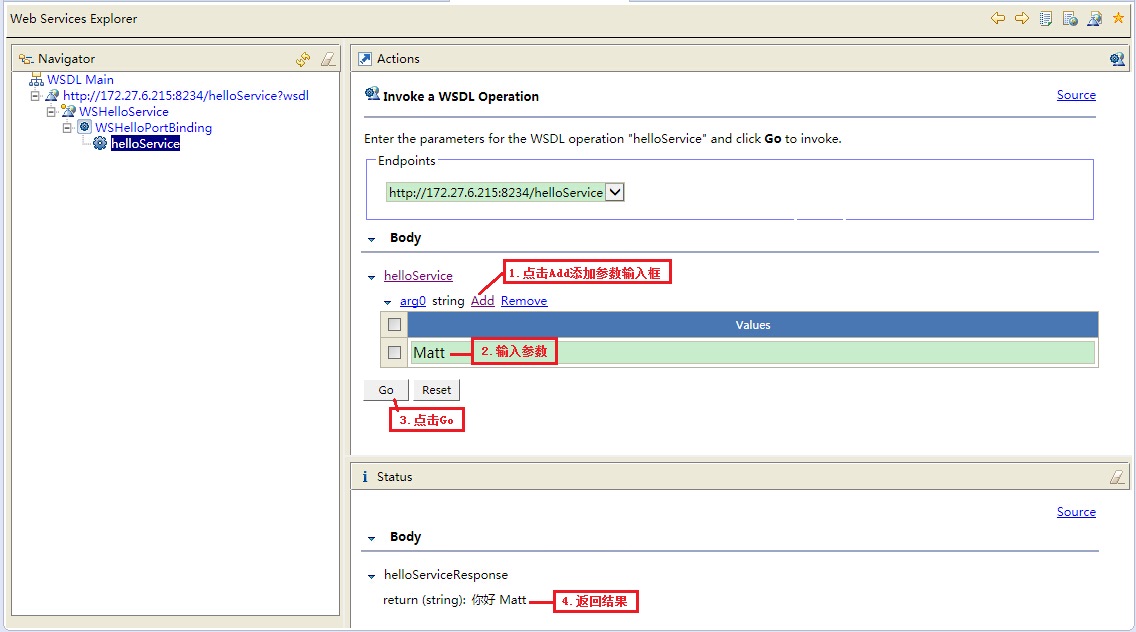 Web Services Explorer
Navigator
WSDL Main
http://172.27.6.215:8234/helloService?wsdl
WSHelloService
WSHelloPortBinding
helloService
Actions
Invoke a WSDL Operation
Source
Enter the parameters for the WSDL operation "helloService" and click Go to invoke.
Endpoints
http://172.27.6.215:8234/helloService
Body
helloService
1. 点击Add添加参数输入框
arg0 string Add Remove
Values
Matt
2. 输入参数
Go Reset
3. 点击Go
i Status
Source
Body
helloServiceResponse
return (string): 你好 Matt
4. 返回结果